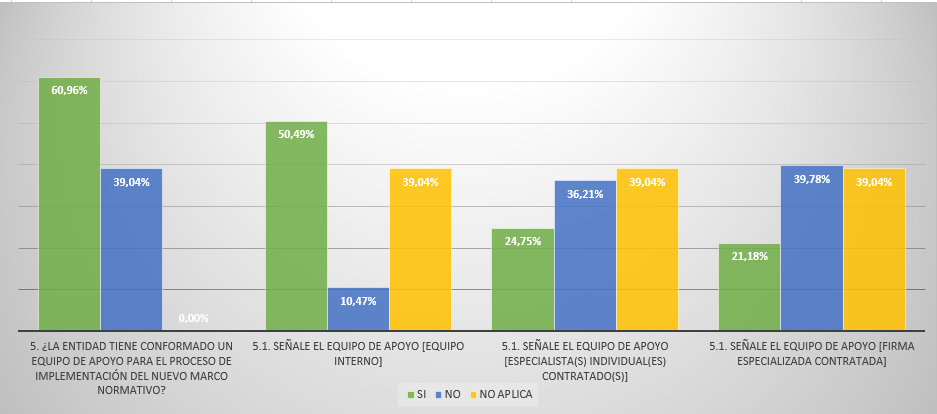 60,96%
39,04%
0,00%
50,49%
10,47%
39,04%
24,75%
36,21%
39,04%
21,18%
39,78%
39,04%
5. ¿LA ENTIDAD TIENE CONFORMADO UN
EQUIPO DE APOYO PARA EL PROCESO DE
IMPLEMENTACIÓN DEL NUEVO MARCO
NORMATIVO?
5.1. SEÑALE EL EQUIPO DE APOYO [EQUIPO
INTERNO]
5.1. SEÑALE EL EQUIPO DE APOYO
[ESPECIALISTA(S) INDIVIDUAL(ES)
CONTRATADO(S)]
5.1. SEÑALE EL EQUIPO DE APOYO [FIRMA
ESPECIALIZADA CONTRATADA]
SI NO NO APLICA